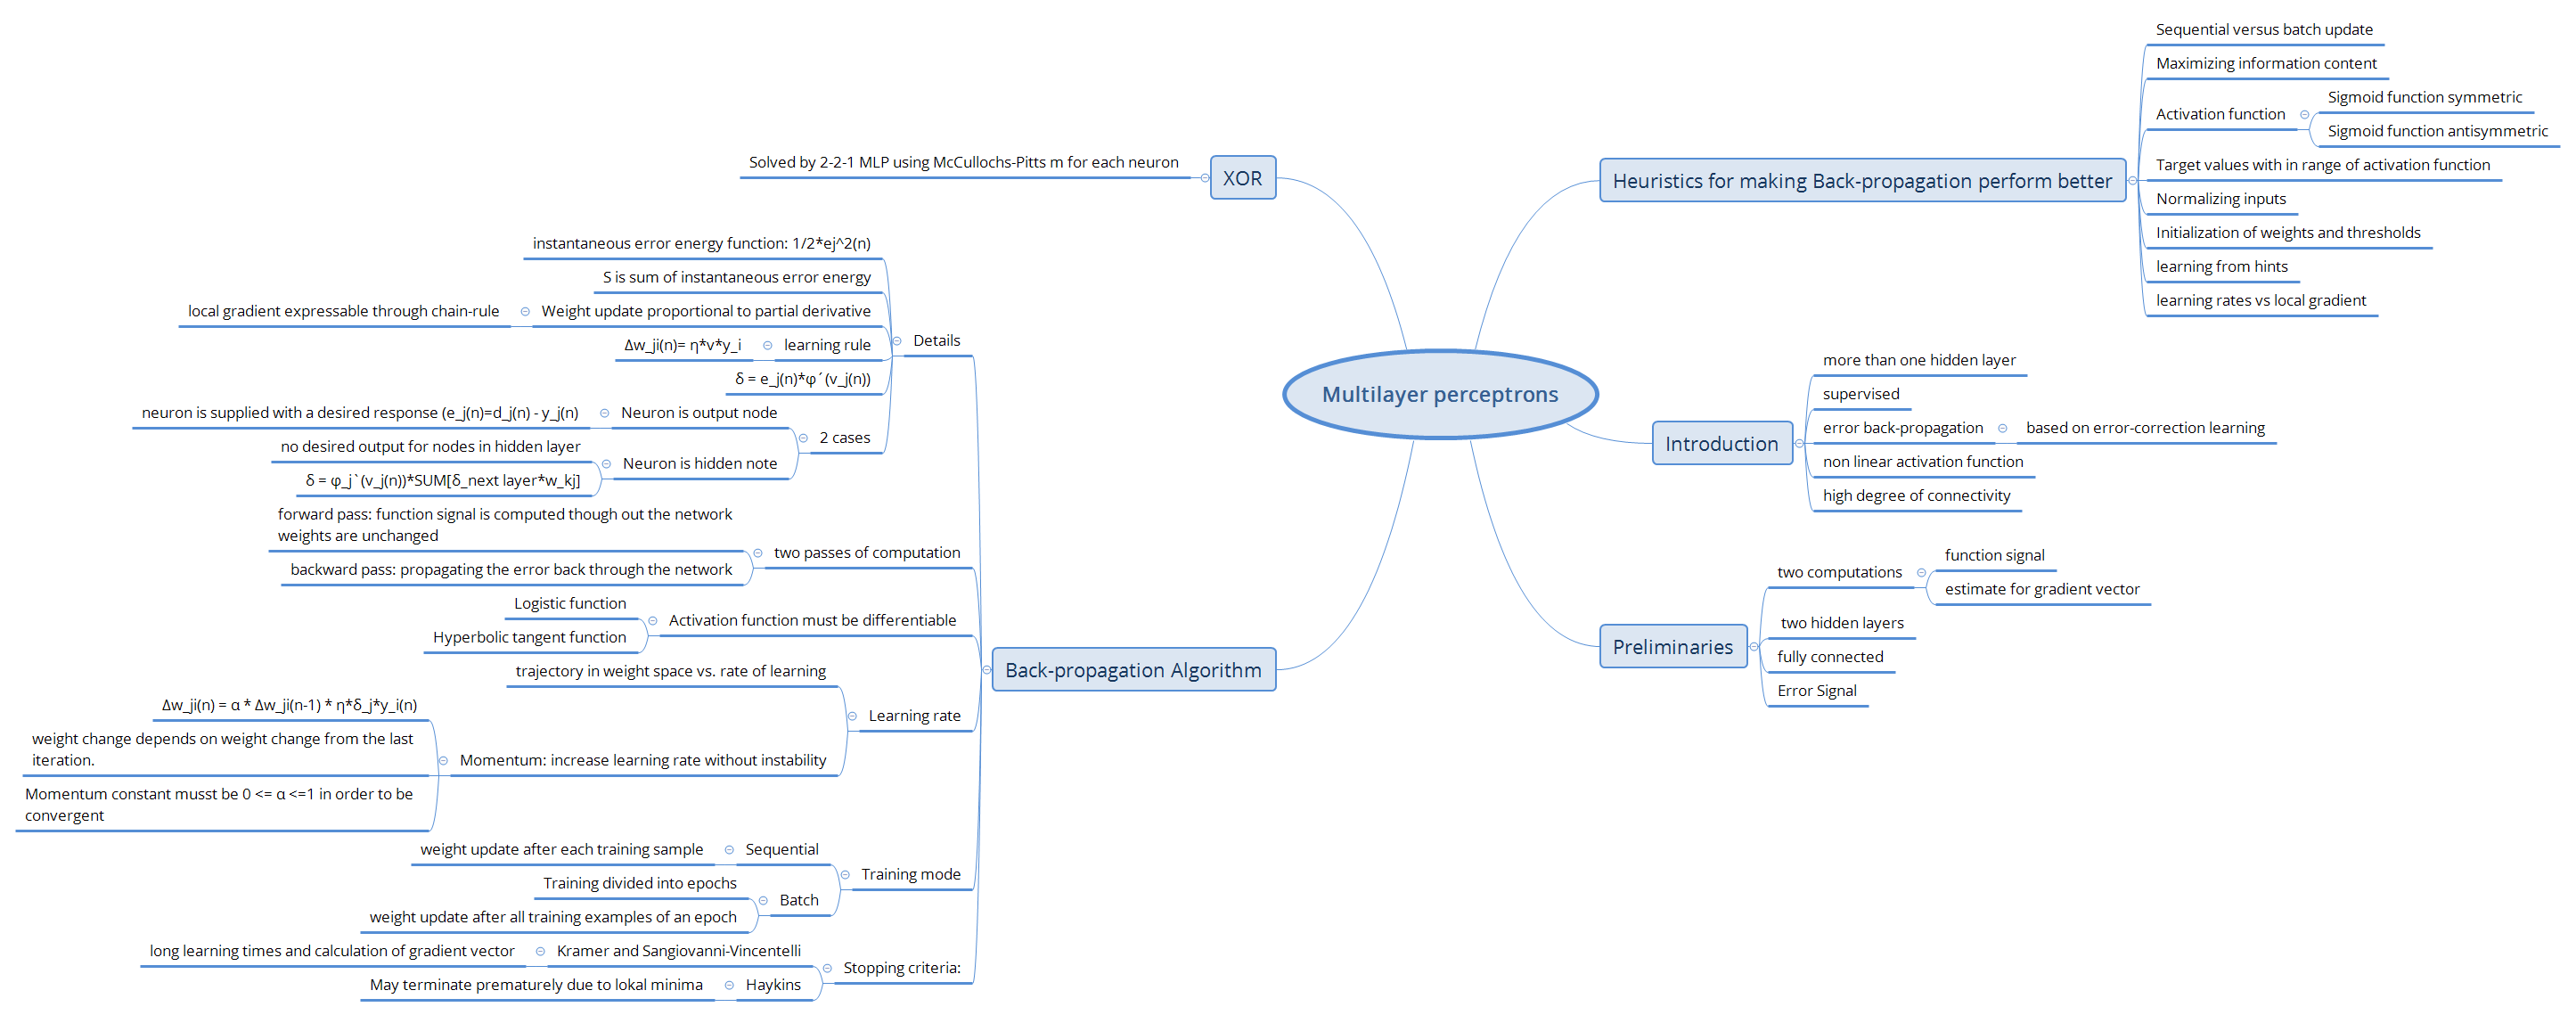 Multilayer perceptrons
Heuristics for making Back-propagation perform better
Sequential versus batch update
Maximizing information content
Activation function
Sigmoid function symmetric
Sigmoid function antisymmetric
Target values with in range of activation function
Normalizing inputs
Initialization of weights and thresholds
learning from hints
learning rates vs local gradient
Introduction
more than one hidden layer
supervised
error back-propagation
based on error-correction learning
non linear activation function
high degree of connectivity
Preliminaries
two computations
function signal
estimate for gradient vector
two hidden layers
fully connected
Error Signal
XOR
Solved by 2-2-1 MLP using McCullochs-Pitts m for each neuron
Back-propagation Algorithm
Details
instantaneous error energy function: 1/2*ej^2(n)
S is sum of instantaneous error energy
Weight update proportional to partial derivative
local gradient expressable through chain-rule
learning rule
Δw_ji(n)= η*v*y_i
δ = e_j(n)*φ´(v_j(n))
2 cases
Neuron is output node
neuron is supplied with a desired response (e_j(n)=d_j(n) - y_j(n)
Neuron is hidden note
no desired output for nodes in hidden layer
δ = φ_j`(v_j(n))*SUM[δ_next layer*w_kj]
two passes of computation
forward pass: function signal is computed though out the network
weights are unchanged
backward pass: propagating the error back through the network
Activation function must be differentiable
Logistic function
Hyperbolic tangent function
Learning rate
trajectory in weight space vs. rate of learning
Momentum: increase learning rate without instability
Δw_ji(n) = α * Δw_ji(n-1) * η*δ_j*y_i(n)
weight change depends on weight change from the last
iteration.
Momentum constant musst be 0 <= α <=1 in order to be
convergent
Training mode
Sequential
weight update after each training sample
Batch
Training divided into epochs
weight update after all training examples of an epoch
Stopping criteria:
Kramer and Sangiovanni-Vincentelli
long learning times and calculation of gradient vector
Haykins
May terminate prematurely due to lokal minima